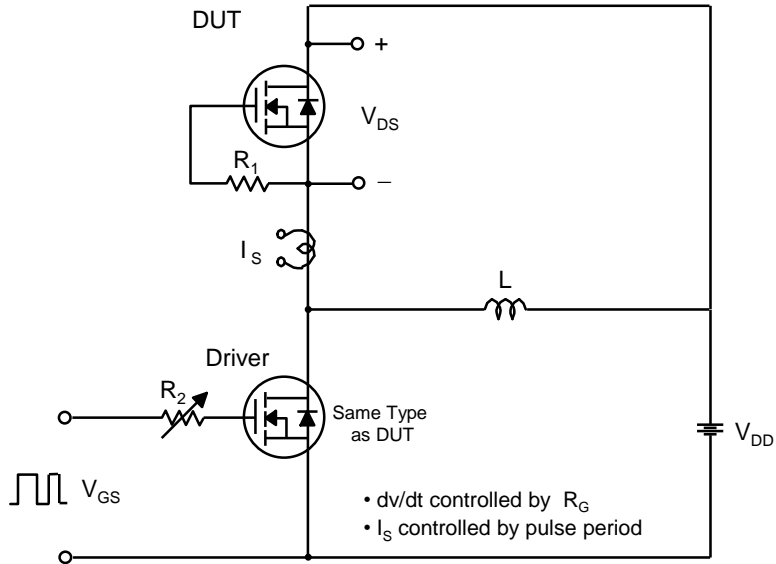 DUT
+
V_DS
R_1
−
I_S
L
Driver
R_2
Same Type
as DUT
V_DD
V_GS
• dv/dt controlled by R_G
• I_S controlled by pulse period